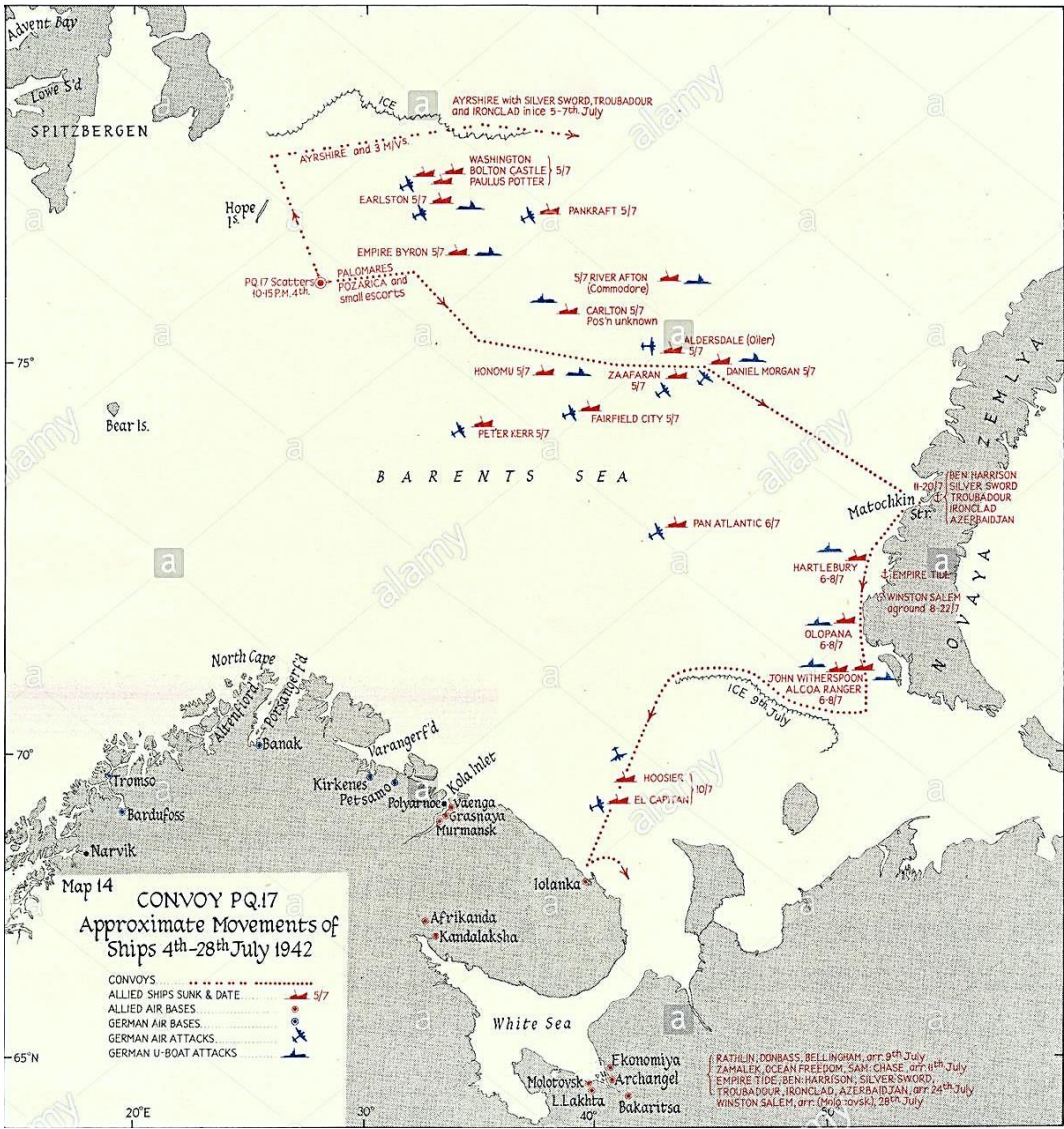 Advent Bay
Lowe S'd
SPITZBERGEN
ICE
AYRSHIRE with SILVER SWORD, TROUBADOUR
and IRONCLAD in ice 5-7th. July
AYRSHIRE and 3 M/Vs.
WASHINGTON
BOLTON CASTLE 5/7
PAULUS POTTER
EARLSTON 5/7
PANKRAFT 5/7
Hope
Is.
EMPIRE BYRON 5/7
PQ.17 Scatters
10·15 P.M. 4th.
PALOMARES
POZARICA and
small escorts
5/7 RIVER AFTON
(Commodore)
CARLTON 5/7
Pos'n unknown
ALDERSDALE (Oiler)
5/7
75°
HONOMU 5/7
ZAAFARAN
5/7
DANIEL MORGAN 5/7
FAIRFIELD CITY 5/7
PETER KERR 5/7
Bear Is.
BARENTS SEA
NOVAYA ZEMLYA
Matochkin
Str.
11-20/7
BEN HARRISON
SILVER SWORD
TROUBADOUR
IRONCLAD
AZERBAIDJAN
PAN ATLANTIC 6/7
HARTLEBURY
6-8/7
EMPIRE TIDE
WINSTON SALEM
aground 8-22/7
OLOPANA
6-8/7
JOHN WITHERSPOON
ALCOA RANGER
6-8/7
ICE 9th July
North Cape
Altenfiord
Porsangerf'd
Banak
Varangerf'd
70°
Tromso
Bardufoss
Narvik
Kirkenes
Petsamo
Kola Inlet
Polyarnoe
Vaenga
Grasnaya
Murmansk
HOOSIER
10/7
EL CAPITAN
Iolanka
Afrikanda
Kandalaksha
Map 14
CONVOY PQ.17
Approximate Movements of
Ships 4th-28th July 1942
CONVOYS
ALLIED SHIPS SUNK & DATE 5/7
ALLIED AIR BASES
GERMAN AIR BASES
GERMAN AIR ATTACKS
GERMAN U-BOAT ATTACKS
White Sea
65°N
Ekonomiya
Molotovsk
Archangel
L. Lakhta
Bakaritsa
RATHLIN, DONBASS, BELLINGHAM, arr. 9th July
ZAMALEK, OCEAN FREEDOM, SAM: CHASE, arr. 11th July
EMPIRE TIDE, BEN: HARRISON, SILVER SWORD,
TROUBADOUR, IRONCLAD, AZERBAIDJAN, arr 24th July
WINSTON SALEM, arr. (Molotovsk), 28th July
20°E
30°
40°
alamy
a